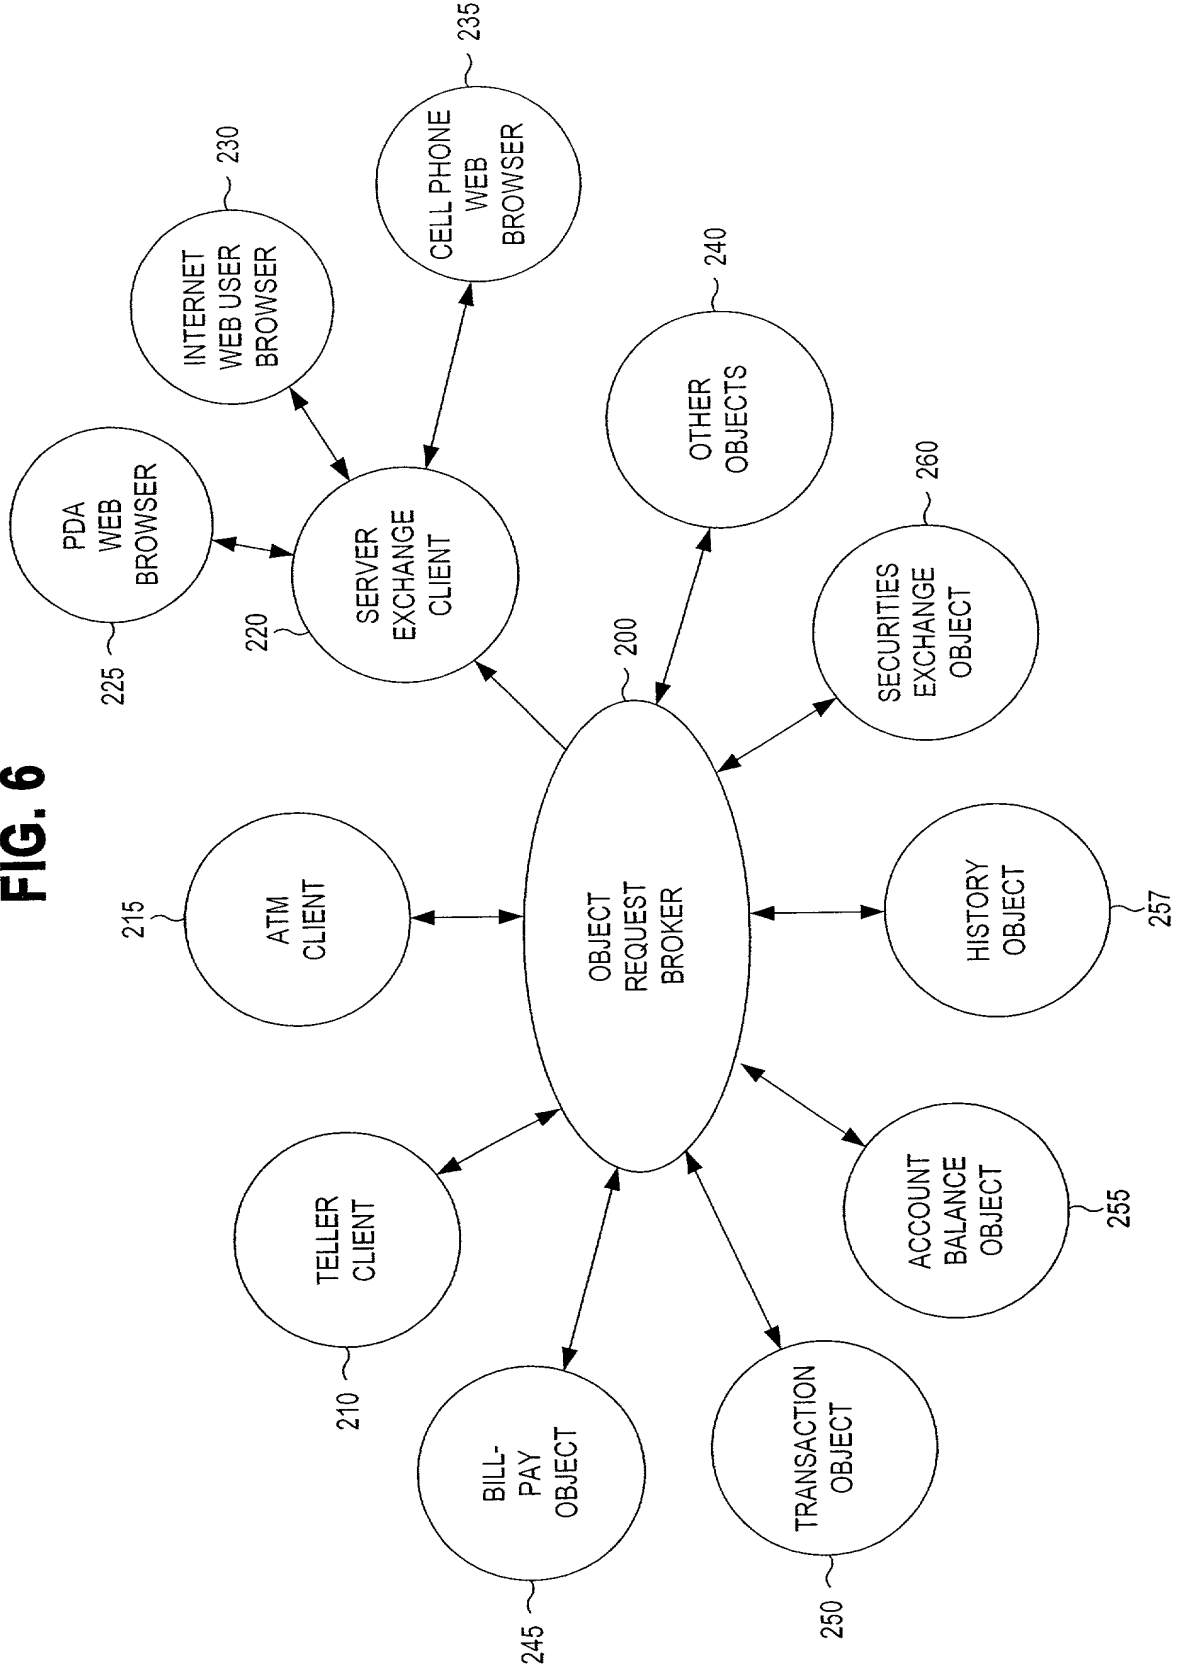 FIG. 6
235
230
CELL PHONE
WEB
BROWSER
INTERNET
WEB USER
BROWSER
240
PDA
WEB
BROWSER
225
OTHER
OBJECTS
260
SERVER
EXCHANGE
CLIENT
220
SECURITIES
EXCHANGE
OBJECT
200
215
ATM
CLIENT
OBJECT
REQUEST
BROKER
HISTORY
OBJECT
257
TELLER
CLIENT
210
ACCOUNT
BALANCE
OBJECT
255
BILL-
PAY
OBJECT
245
TRANSACTION
OBJECT
250